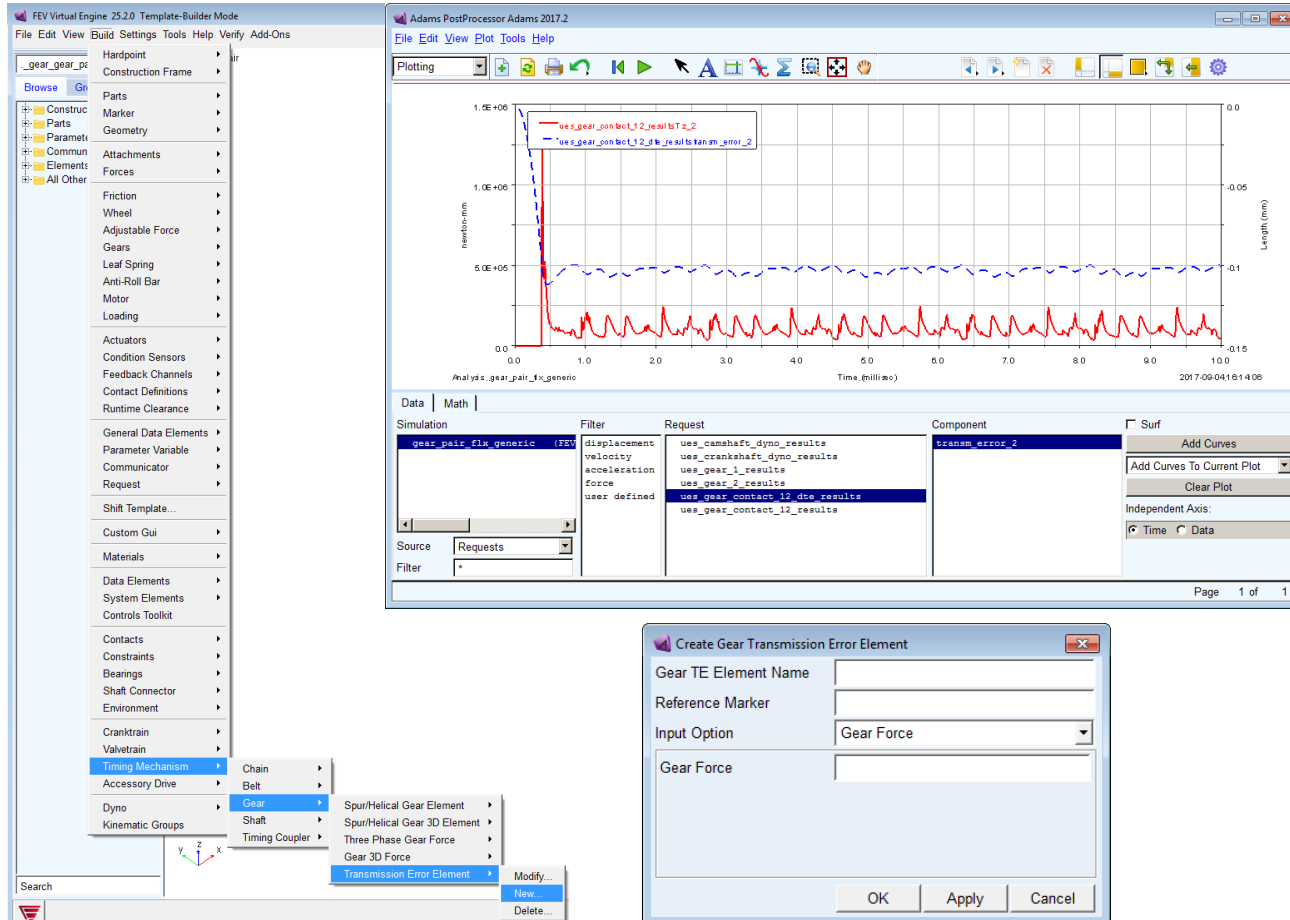 FEV Virtual Engine 25.2.0 Template-Builder Mode
File Edit View Build Settings Tools Help Verify Add-Ons
._gear_gear_pa
Browse Gr
Construc
Parts
Paramete
Commun
Elements
All Other
Hardpoint
Construction Frame
Parts
Marker
Geometry
Attachments
Forces
Friction
Wheel
Adjustable Force
Gears
Leaf Spring
Anti-Roll Bar
Motor
Loading
Actuators
Condition Sensors
Feedback Channels
Contact Definitions
Runtime Clearance
General Data Elements
Parameter Variable
Communicator
Request
Shift Template...
Custom Gui
Materials
Data Elements
System Elements
Controls Toolkit
Contacts
Constraints
Bearings
Shaft Connector
Environment
Cranktrain
Valvetrain
Timing Mechanism
Accessory Drive
Dyno
Kinematic Groups
Chain
Belt
Gear
Shaft
Timing Coupler
Spur/Helical Gear Element
Spur/Helical Gear 3D Element
Three Phase Gear Force
Gear 3D Force
Transmission Error Element
Modify...
New...
Delete...
y z x
Search
Adams PostProcessor Adams 2017.2
File Edit View Plot Tools Help
Plotting
ues_gear_contact_12_resultsTz_2
ues_gear_contact_12_dte_resultstransm_error_2
1.5E+06
1.0E+06
5.0E+05
0.0
newton-mm
0.0
-0.05
-0.1
-0.15
Length (mm)
0.0 1.0 2.0 3.0 4.0 5.0 6.0 7.0 8.0 9.0 10.0
Analysis:_gear_pair_flx_generic Time (millisec) 2017-09-04,16:14:06
Data Math
Simulation Filter Request Component Surf
gear_pair_flx_generic (FEV
displacement
velocity
acceleration
force
user defined
ues_camshaft_dyno_results
ues_crankshaft_dyno_results
ues_gear_1_results
ues_gear_2_results
ues_gear_contact_12_dte_results
ues_gear_contact_12_results
transm_error_2
Add Curves
Add Curves To Current Plot
Clear Plot
Independent Axis:
Time Data
Source Requests
Filter *
Page 1 of 1
Create Gear Transmission Error Element
Gear TE Element Name
Reference Marker
Input Option Gear Force
Gear Force
OK Apply Cancel